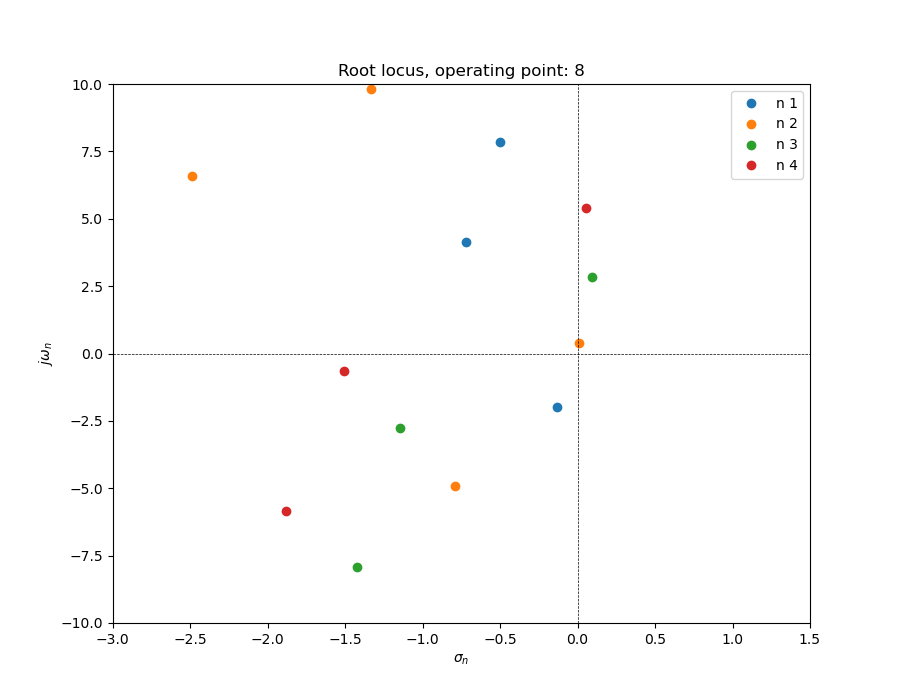 Root locus, operating point: 8
10.0
7.5
5.0
2.5
0.0
−2.5
−5.0
−7.5
−10.0
jωₙ
n 1
n 2
n 3
n 4
−3.0 −2.5 −2.0 −1.5 −1.0 −0.5 0.0 0.5 1.0 1.5
σₙ